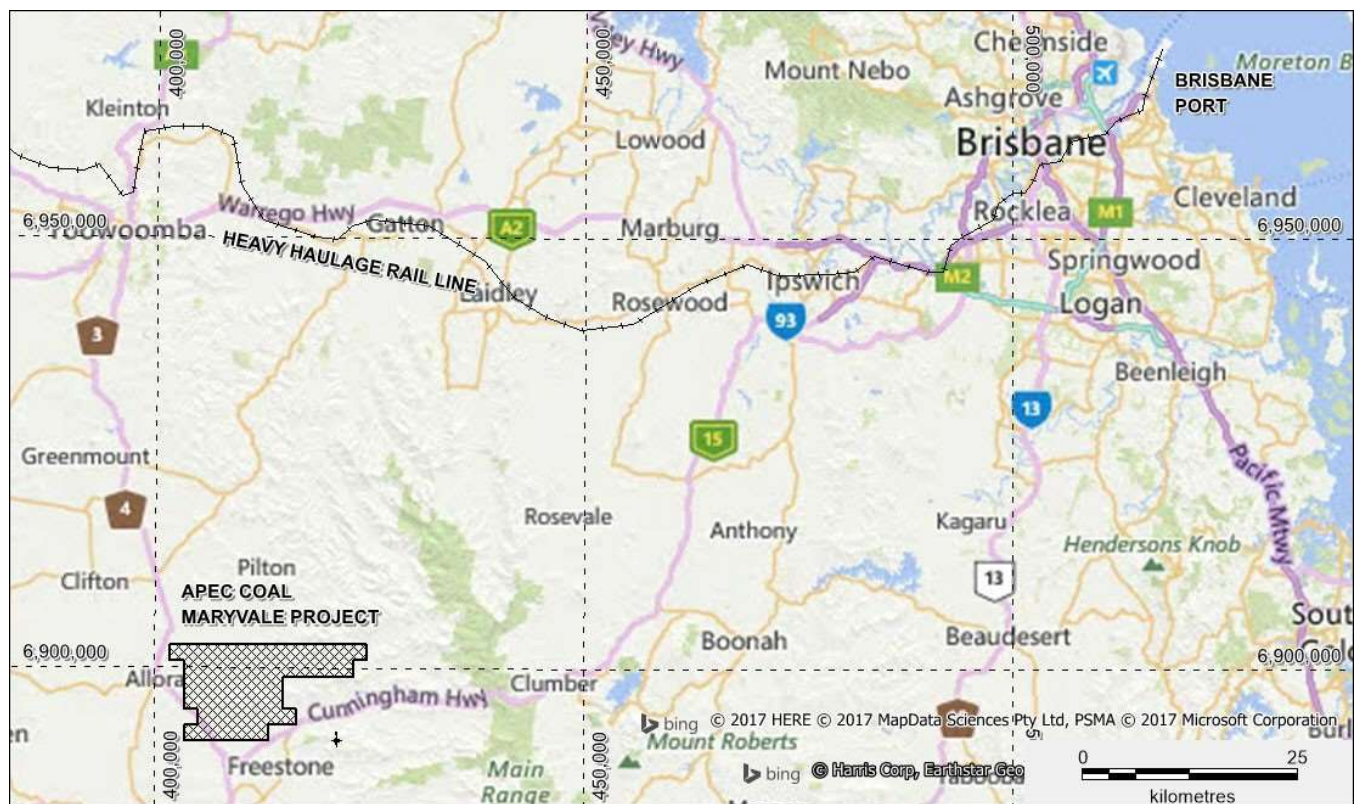 400,000
450,000
ley Hwy
500,000
Chermside
Moreton B
Mount Nebo
BRISBANE
PORT
Kleinton
Ashgrove
Lowood
Brisbane
Cleveland
Warrego Hwy
Gatton
A2
Rocklea
M1
6,950,000
Toowoomba
Marburg
6,950,000
HEAVY HAULAGE RAIL LINE
Springwood
Laidley
Rosewood
Ipswich
M2
Logan
3
93
Beenleigh
13
15
Greenmount
Pacific Mtwy
4
Rosevale
Anthony
Kagaru
Hendersons Knob
Clifton
Pilton
13
APEC COAL
MARYVALE PROJECT
Sout
6,900,000
Boonah
Beaudesert
6,900,000
Allora
Clumber
Cunningham Hwy
bing © 2017 HERE © 2017 MapData Sciences Pty Ltd, PSMA © 2017 Microsoft Corporation
Mount Roberts
400,000
450,000
Freestone
Main
Range
bing © Harris Corp, Earthstar Geo
0 25
kilometres